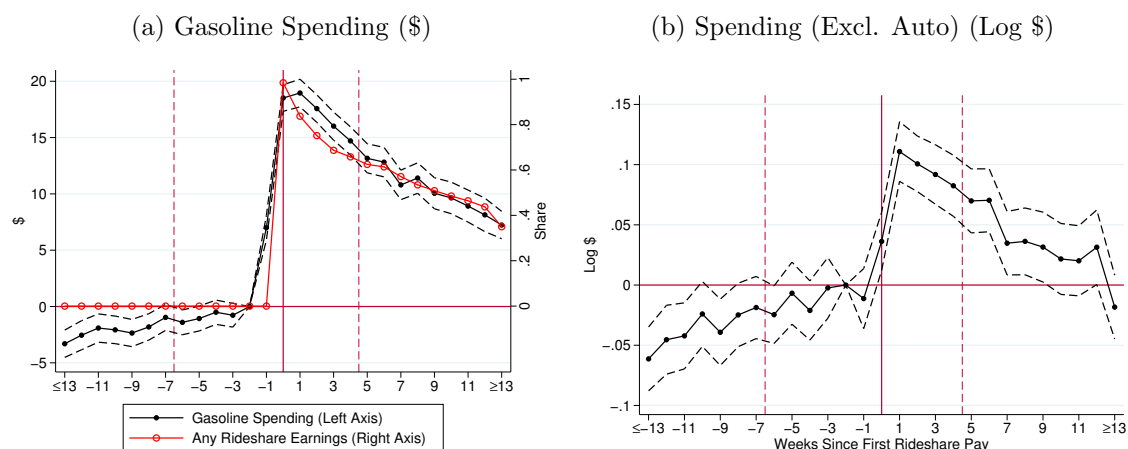 (a) Gasoline Spending ($)
20
15
10
5
0
−5
$
1
.8
.6
.4
.2
0
Share
≤13 −11 −9 −7 −5 −3 −1 1 3 5 7 9 11 ≥13
Gasoline Spending (Left Axis)
Any Rideshare Earnings (Right Axis)
(b) Spending (Excl. Auto) (Log $)
.15
.1
.05
0
−.05
−.1
Log $
≤−13 −11 −9 −7 −5 −3 −1 1 3 5 7 9 11 ≥13
Weeks Since First Rideshare Pay